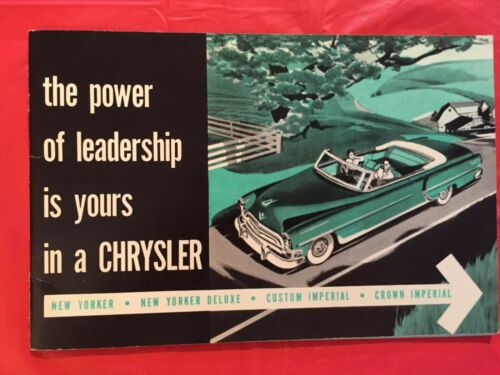 the power
of leadership
is yours
in a CHRYSLER
NEW YORKER • NEW YORKER DELUXE • CUSTOM IMPERIAL • CROWN IMPERIAL